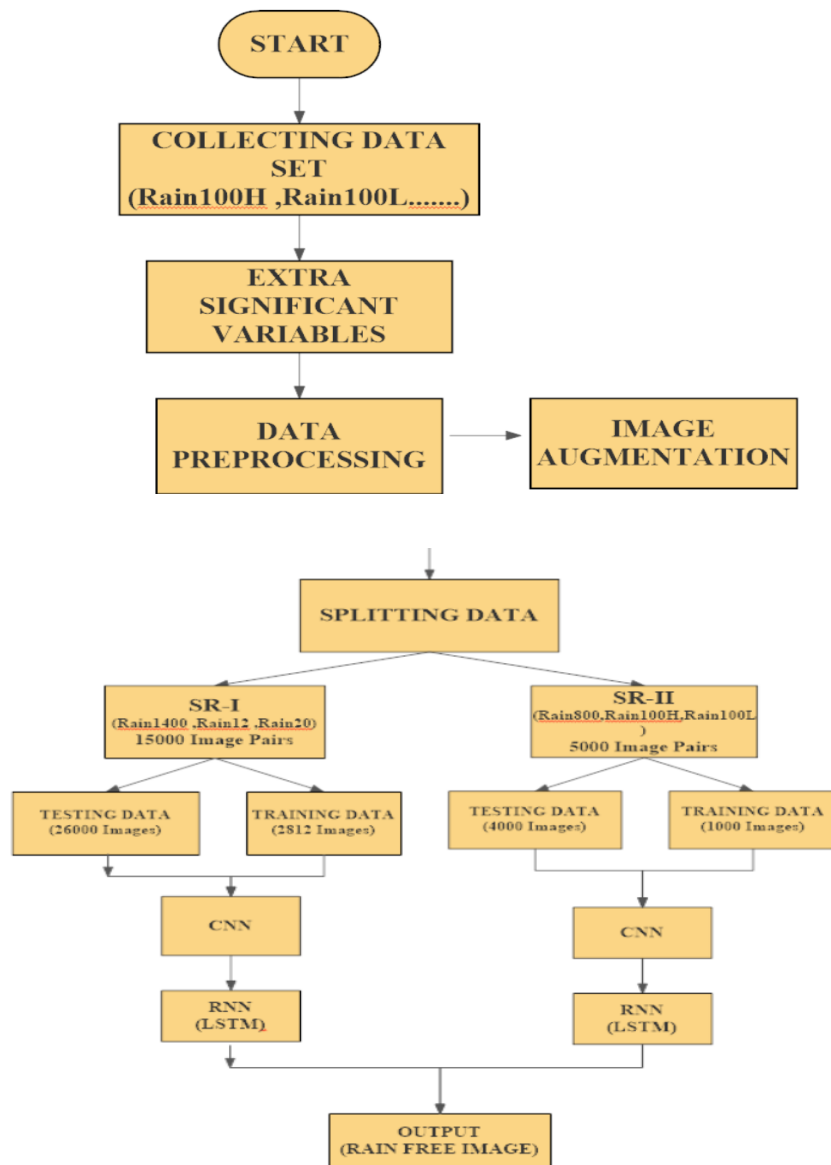 START
COLLECTING DATA
SET
(Rain100H ,Rain100L.......)
EXTRA
SIGNIFICANT
VARIABLES
DATA
PREPROCESSING
IMAGE
AUGMENTATION
SPLITTING DATA
SR-I
(Rain1400 ,Rain12 ,Rain20)
15000 Image Pairs
SR-II
(Rain800,Rain100H,Rain100L
)
5000 Image Pairs
TESTING DATA
(26000 Images)
TRAINING DATA
(2812 Images)
TESTING DATA
(4000 Images)
TRAINING DATA
(1000 Images)
CNN
CNN
RNN
(LSTM)
RNN
(LSTM)
OUTPUT
(RAIN FREE IMAGE)